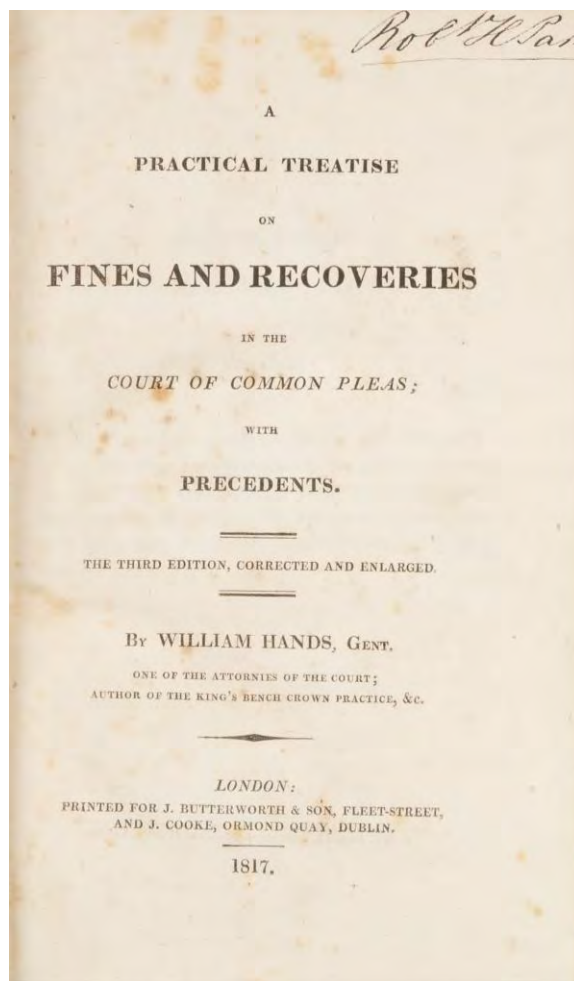 Robt H Par
A
PRACTICAL TREATISE
ON
FINES AND RECOVERIES
IN THE
COURT OF COMMON PLEAS;
WITH
PRECEDENTS.
THE THIRD EDITION, CORRECTED AND ENLARGED.
By WILLIAM HANDS, Gent.
ONE OF THE ATTORNIES OF THE COURT;
AUTHOR OF THE KING'S BENCH CROWN PRACTICE, &c.
LONDON:
PRINTED FOR J. BUTTERWORTH & SON, FLEET-STREET,
AND J. COOKE, ORMOND QUAY, DUBLIN.
1817.